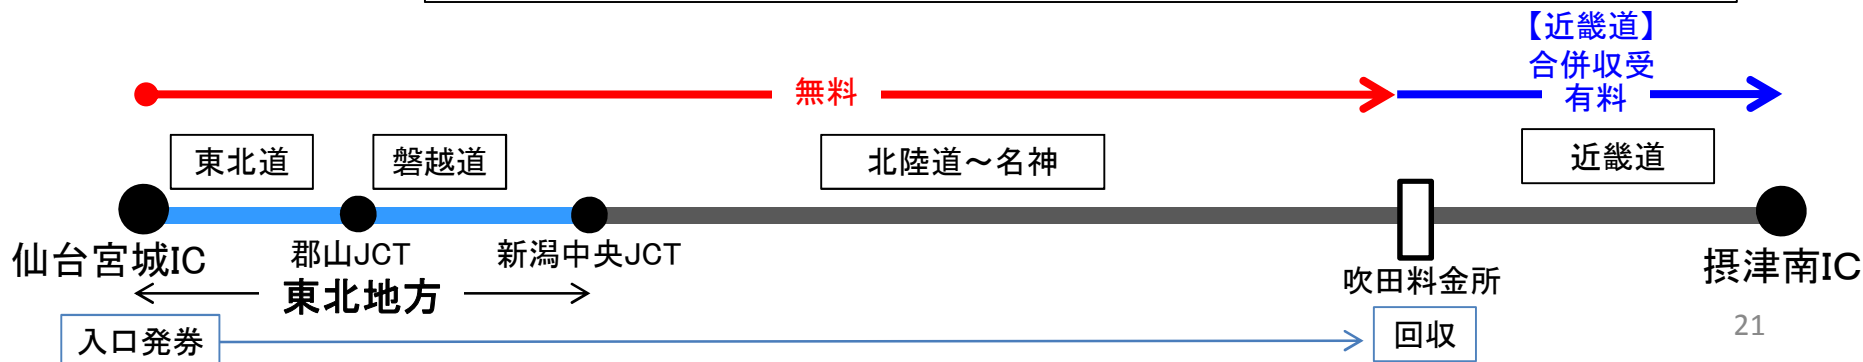 【近畿道】
合併収受
有料
無料
東北道
磐越道
北陸道～名神
近畿道
仙台宮城IC
郡山JCT
新潟中央JCT
吹田料金所
摂津南IC
東北地方
入口発券
回収
21